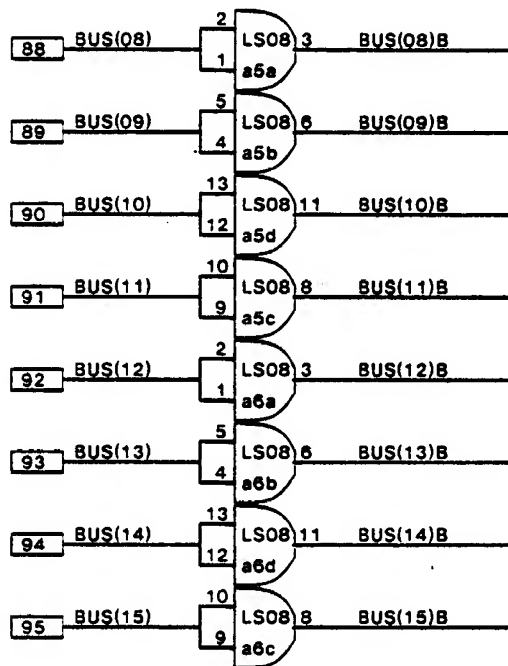 2
88 BUS(08) LS08 3 BUS(08)B
1 a5a
5
89 BUS(09) LS08 6 BUS(09)B
4 a5b
13
90 BUS(10) LS08 11 BUS(10)B
12 a5d
10
91 BUS(11) LS08 8 BUS(11)B
9 a5c
2
92 BUS(12) LS08 3 BUS(12)B
1 a6a
5
93 BUS(13) LS08 6 BUS(13)B
4 a6b
13
94 BUS(14) LS08 11 BUS(14)B
12 a6d
10
95 BUS(15) LS08 8 BUS(15)B
9 a6c